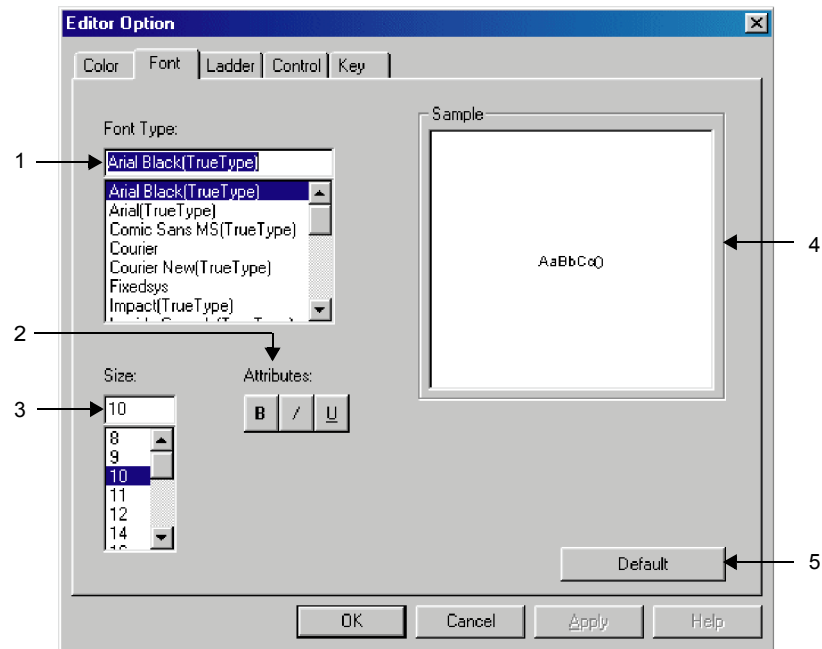 Editor Option
Color Font Ladder Control Key
Font Type:
Sample
1
Arial Black(TrueType)
Arial Black(TrueType)
Arial(TrueType)
Comic Sans MS(TrueType)
Courier
Courier New(TrueType)
Fixedsys
Impact(TrueType)
AaBbCc()
4
2
Size:
Attributes:
3
10
B I U
8
9
10
11
12
14
Default
5
OK Cancel Apply Help